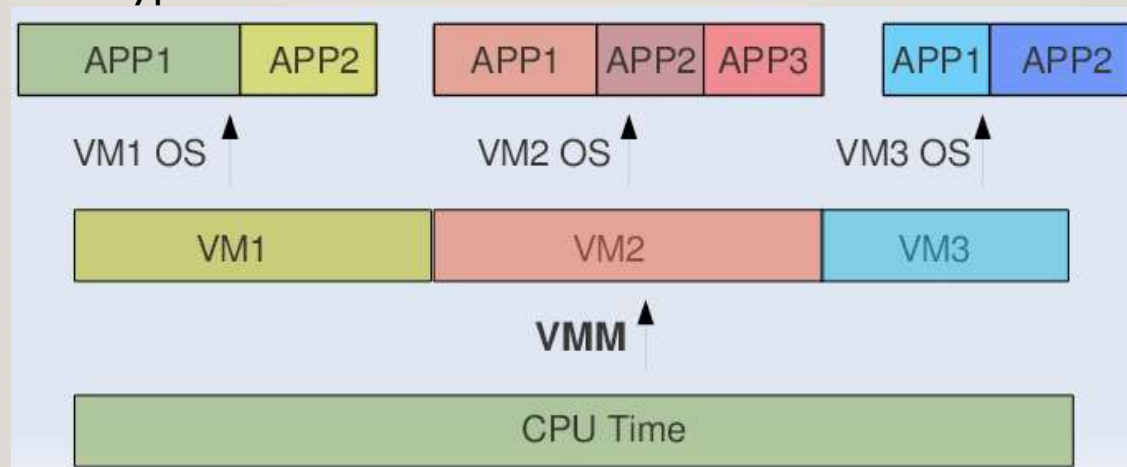 APP1 APP2 APP1 APP2 APP3 APP1 APP2
VM1 OS VM2 OS VM3 OS
VM1 VM2 VM3
VMM
CPU Time